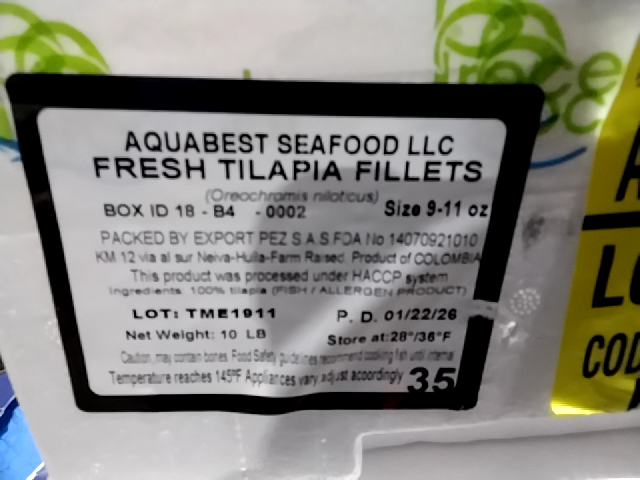 AQUABEST SEAFOOD LLC
FRESH TILAPIA FILLETS
(Oreochromis niloticus)
BOX ID 18 - B4 - 0002 Size 9-11 oz
PACKED BY EXPORT PEZ S.A.S.FDA No 14070921010
KM 12 via al sur Neiva-Huila-Farm Raised. Product of COLOMBIA
This product was processed under HACCP system
Ingredients: 100% tilapia (FISH / ALLERGEN PRODUCT)
LOT: TME1911 P. D. 01/22/26
Net Weight: 10 LB Store at:28°/36°F
Caution, may contain bones. Food Safety guidelines recommend cooking fish until internal
Temperature reaches 145ºF Appliances vary, adjust acoordingly 35
LO
COD